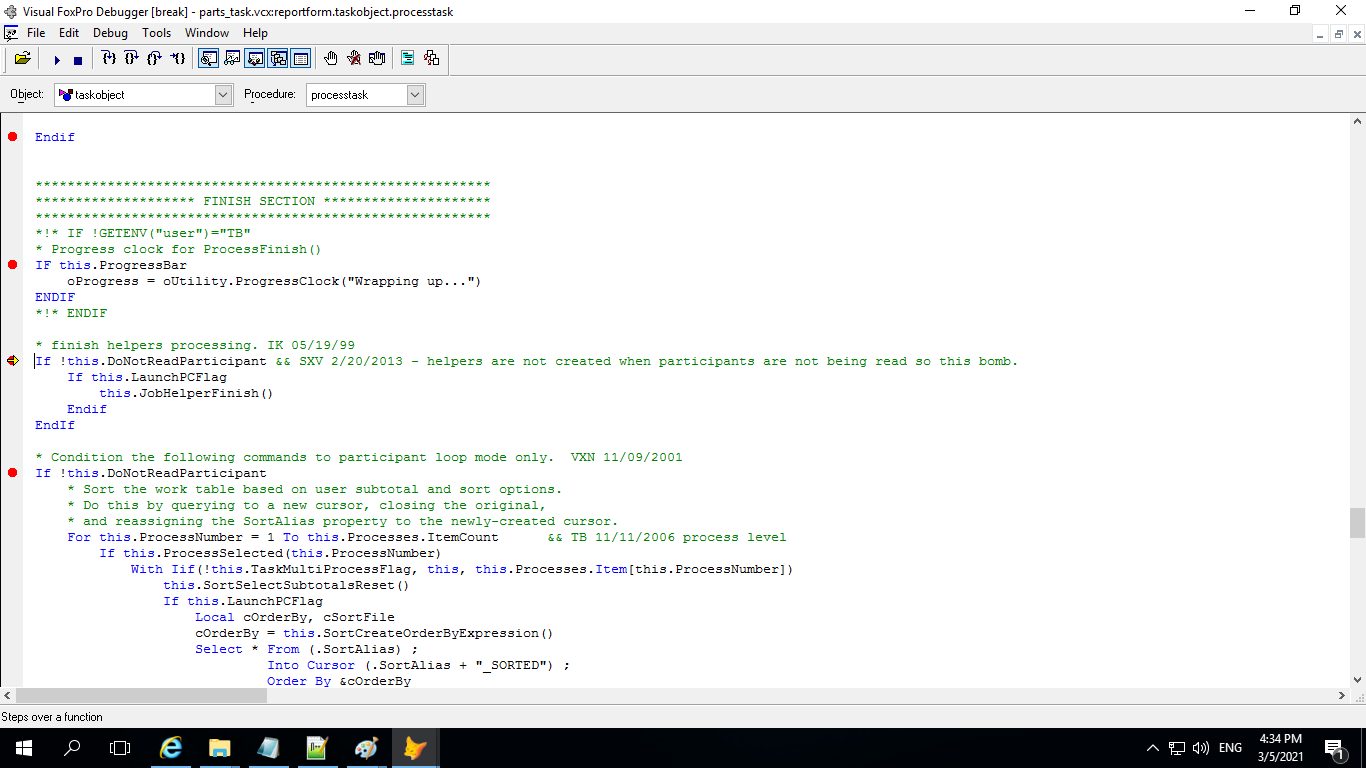 Visual FoxPro Debugger [break] - parts_task.vcx:reportform.taskobject.processtask
File Edit Debug Tools Window Help
Object: taskobject Procedure: processtask
Endif
*********************************************************
******************** FINISH SECTION *********************
*********************************************************
*!* IF !GETENV("user")="TB"
* Progress clock for ProcessFinish()
IF this.ProgressBar
oProgress = oUtility.ProgressClock("Wrapping up...")
ENDIF
*!* ENDIF
* finish helpers processing. IK 05/19/99
If !this.DoNotReadParticipant && SXV 2/20/2013 - helpers are not created when participants are not being read so this bomb.
If this.LaunchPCFlag
this.JobHelperFinish()
Endif
EndIf
* Condition the following commands to participant loop mode only.  VXN 11/09/2001
If !this.DoNotReadParticipant
* Sort the work table based on user subtotal and sort options.
* Do this by querying to a new cursor, closing the original,
* and reassigning the SortAlias property to the newly-created cursor.
For this.ProcessNumber = 1 To this.Processes.ItemCount      && TB 11/11/2006 process level
If this.ProcessSelected(this.ProcessNumber)
With Iif(!this.TaskMultiProcessFlag, this, this.Processes.Item[this.ProcessNumber])
this.SortSelectSubtotalsReset()
If this.LaunchPCFlag
Local cOrderBy, cSortFile
cOrderBy = this.SortCreateOrderByExpression()
Select * From (.SortAlias) ;
Into Cursor (.SortAlias + "_SORTED") ;
Order By &cOrderBy
Steps over a function
ENG
4:34 PM
3/5/2021
1